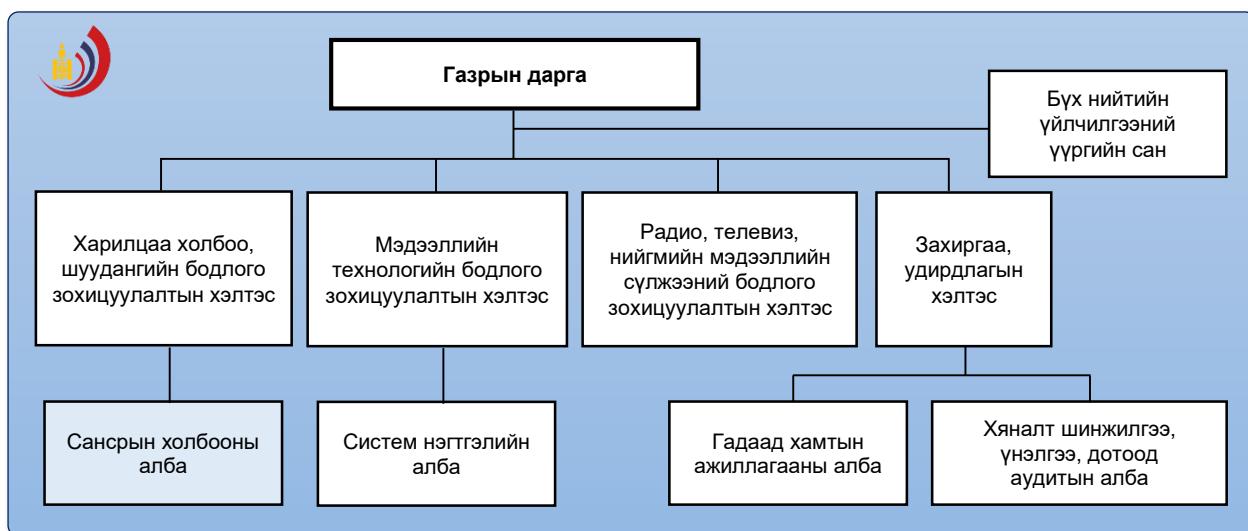 Газрын дарга
Бүх нийтийн
үйлчилгээний
үүргийн сан
Харилцаа холбоо,
шуудангийн бодлого
зохицуулалтын хэлтэс
Мэдээллийн
технологийн бодлого
зохицуулалтын хэлтэс
Радио, телевиз,
нийгмийн мэдээллийн
сүлжээний бодлого
зохицуулалтын хэлтэс
Захиргаа,
удирдлагын
хэлтэс
Сансрын холбооны
алба
Систем нэгтгэлийн
алба
Гадаад хамтын
ажиллагааны алба
Хяналт шинжилгээ,
үнэлгээ, дотоод
аудитын алба